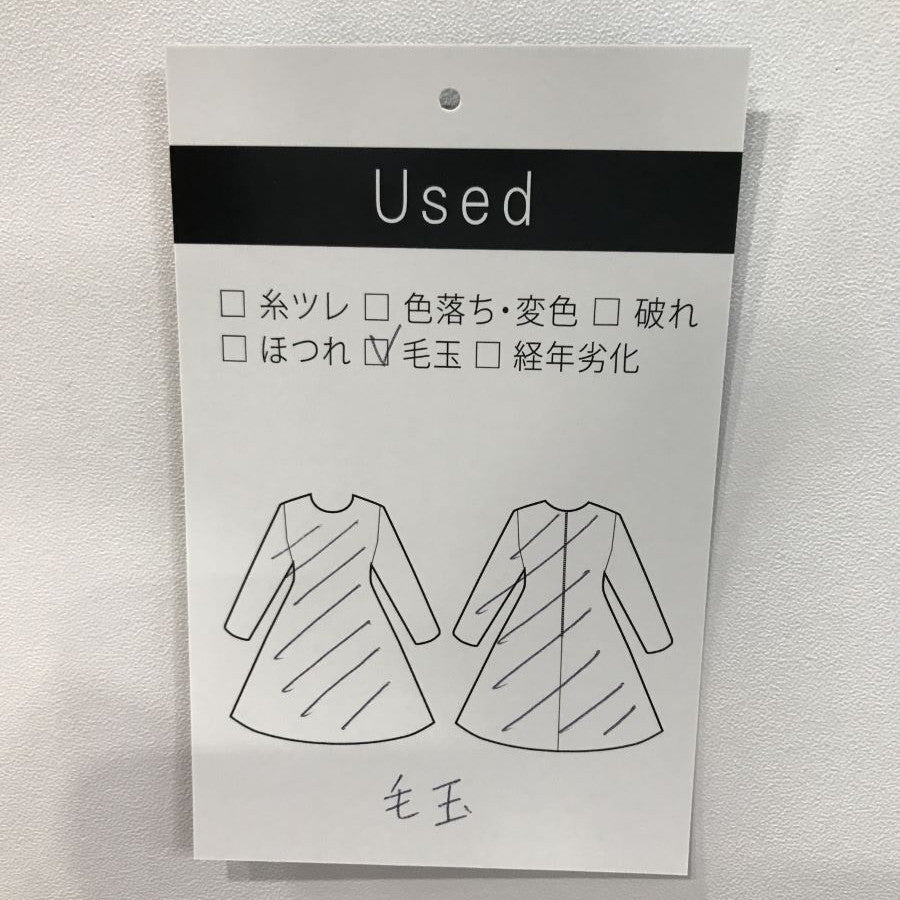 Used
□ 糸ツレ □ 色落ち・変色 □ 破れ
□ ほつれ ☑ 毛玉 □ 経年劣化
毛玉